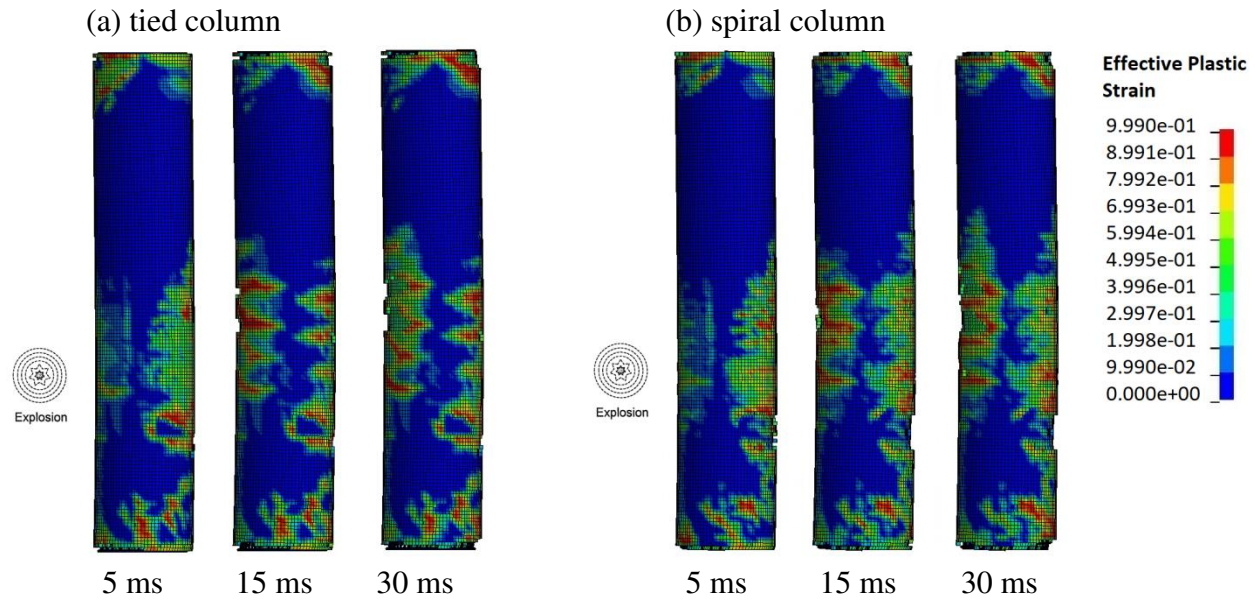 (a) tied column
(b) spiral column
Effective Plastic
Strain
9.990e-01
8.991e-01
7.992e-01
6.993e-01
5.994e-01
4.995e-01
3.996e-01
2.997e-01
1.998e-01
9.990e-02
0.000e+00
Explosion
Explosion
5 ms
15 ms
30 ms
5 ms
15 ms
30 ms